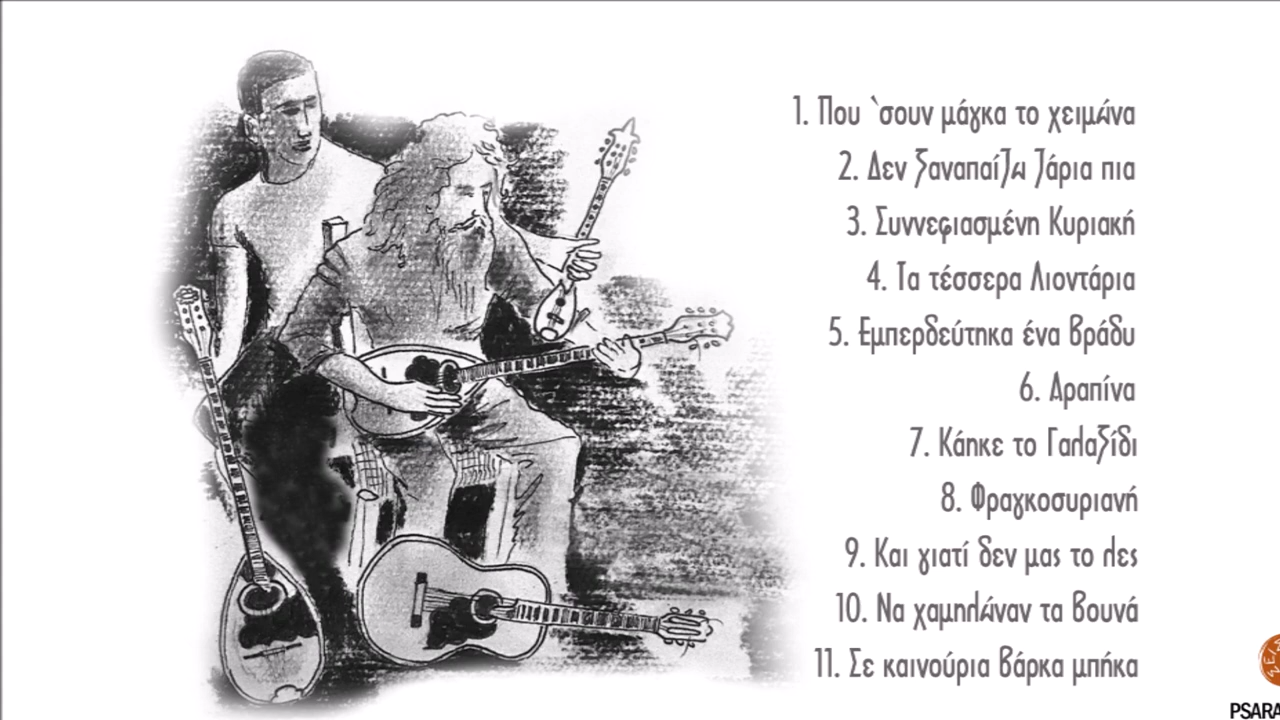 1. Που `σουν μάγκα το χειμώνα
2. Δεν ξαναπαίζω ζάρια πια
3. Συννεφιασμένη Κυριακή
4. Τα τέσσερα Λιοντάρια
5. Εμπερδεύτηκα ένα βράδυ
6. Αραπίνα
7. Κάηκε το Γαλαξίδι
8. Φραγκοσυριανή
9. Και γιατί δεν μας το λες
10. Να χαμηλώναν τα βουνά
11. Σε καινούρια βάρκα μπήκα
PSARA